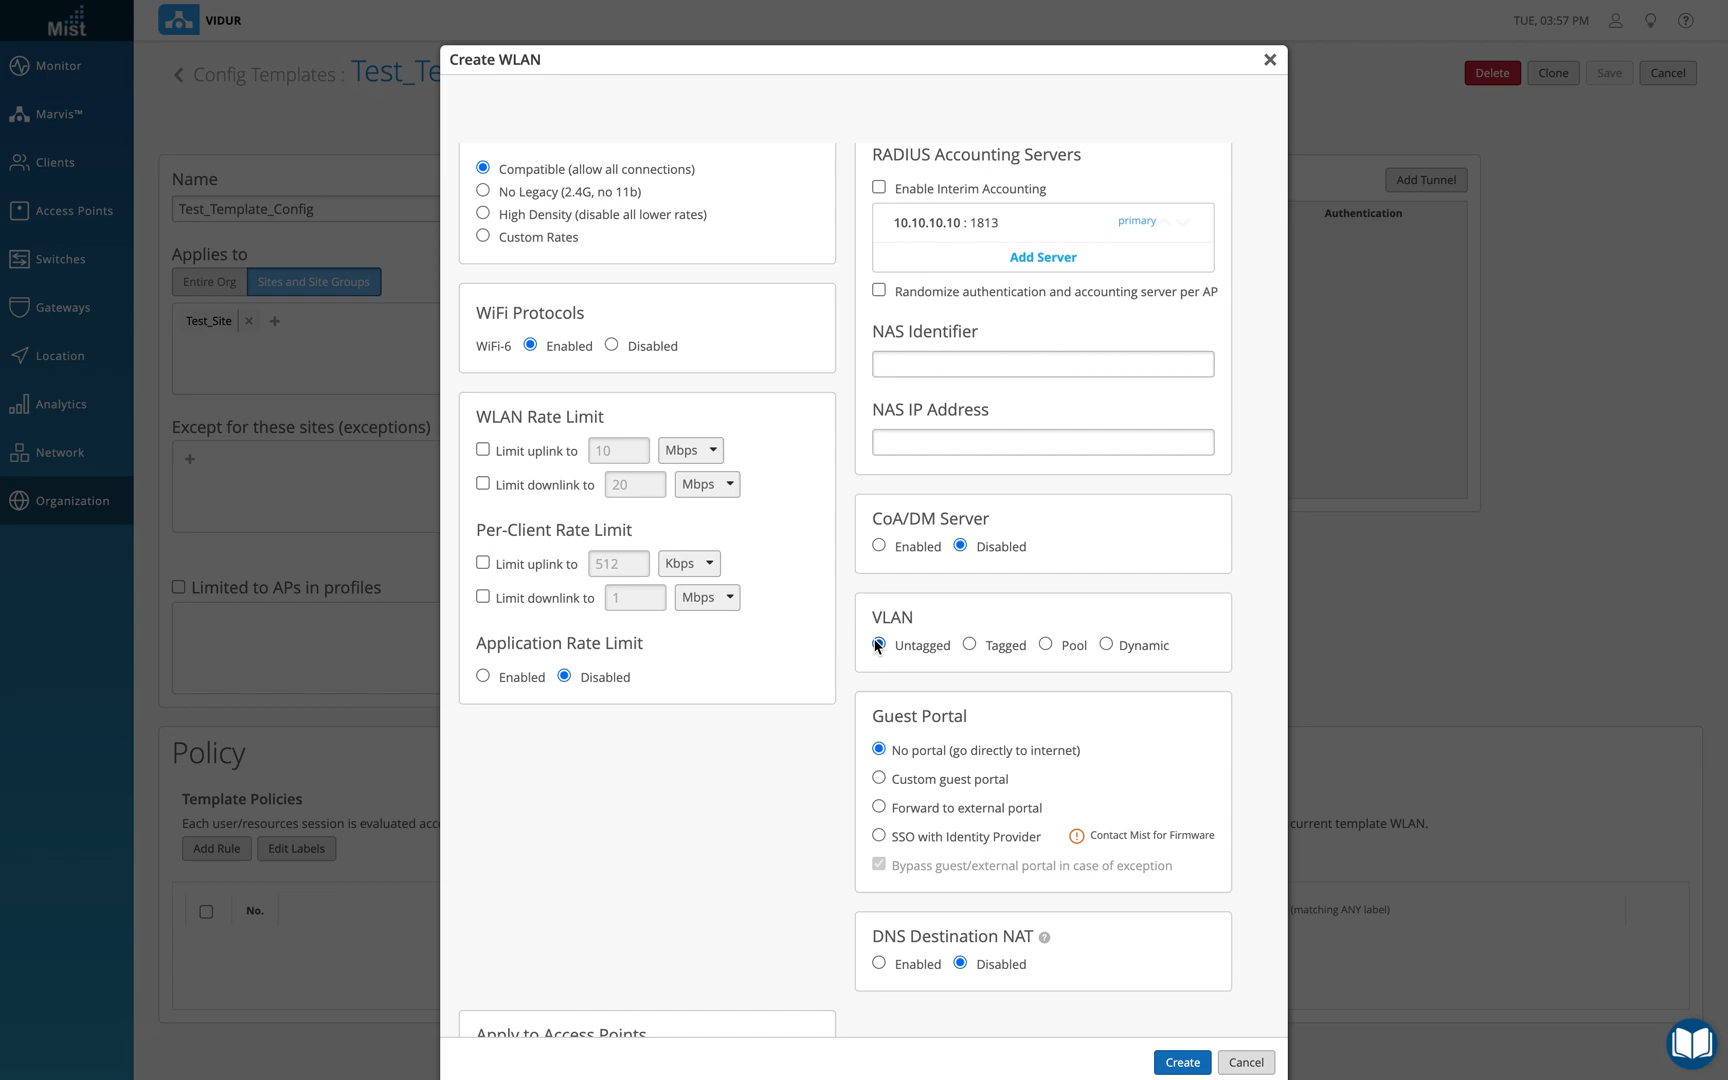 Mist
VIDUR
TUE, 03:57 PM
Monitor
Marvis™
Clients
Access Points
Switches
Gateways
Location
Analytics
Network
Organization
Config Templates : Test_Te
Delete
Clone
Save
Cancel
Name
Test_Template_Config
Applies to
Entire Org
Sites and Site Groups
Test_Site
Except for these sites (exceptions)
Limited to APs in profiles
Add Tunnel
Authentication
Policy
Template Policies
Each user/resources session is evaluated acc
current template WLAN.
Add Rule
Edit Labels
No.
(matching ANY label)
Create WLAN
Compatible (allow all connections)
No Legacy (2.4G, no 11b)
High Density (disable all lower rates)
Custom Rates
WiFi Protocols
WiFi-6 Enabled Disabled
WLAN Rate Limit
Limit uplink to 10 Mbps
Limit downlink to 20 Mbps
Per-Client Rate Limit
Limit uplink to 512 Kbps
Limit downlink to 1 Mbps
Application Rate Limit
Enabled Disabled
Apply to Access Points
RADIUS Accounting Servers
Enable Interim Accounting
10.10.10.10 : 1813 primary
Add Server
Randomize authentication and accounting server per AP
NAS Identifier
NAS IP Address
CoA/DM Server
Enabled Disabled
VLAN
Untagged Tagged Pool Dynamic
Guest Portal
No portal (go directly to internet)
Custom guest portal
Forward to external portal
SSO with Identity Provider Contact Mist for Firmware
Bypass guest/external portal in case of exception
DNS Destination NAT ?
Enabled Disabled
Create
Cancel